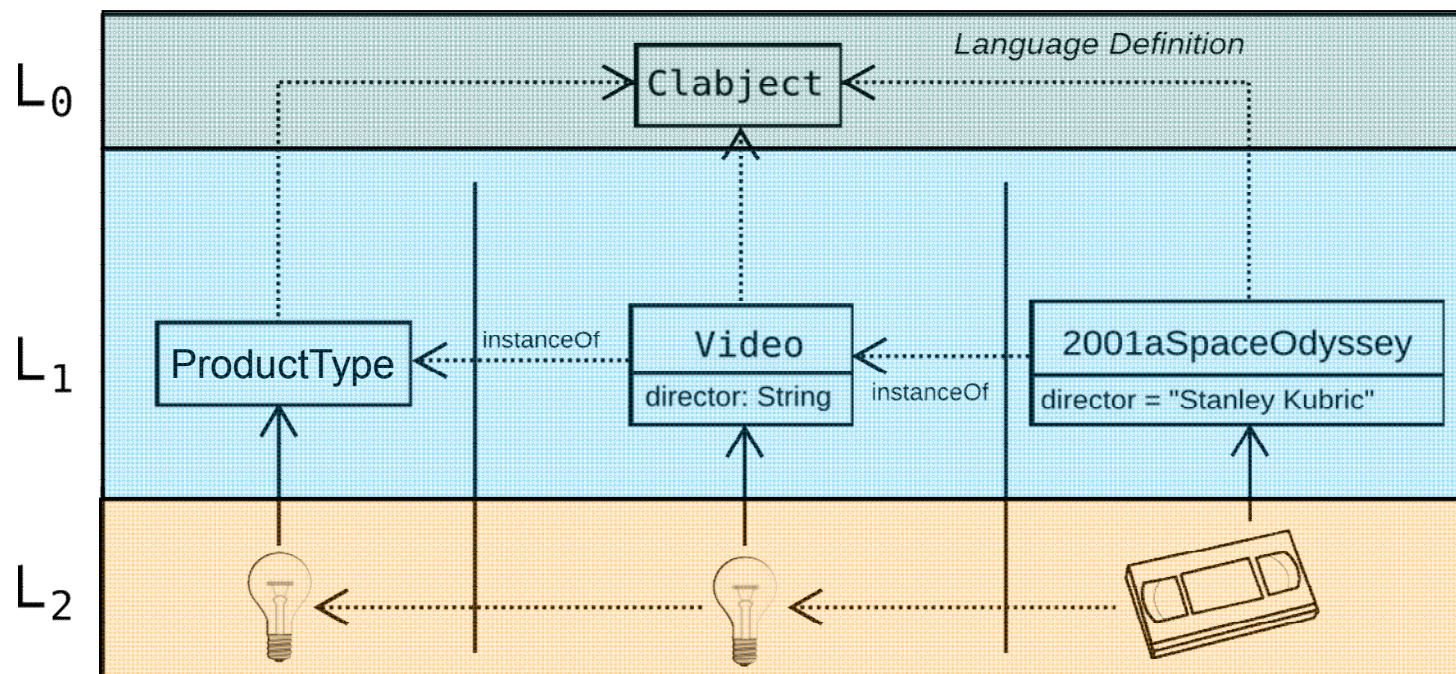 L0
Clabject
Language Definition
L1
ProductType
instanceOf
Video
director: String
instanceOf
2001aSpaceOdyssey
director = "Stanley Kubric"
L2